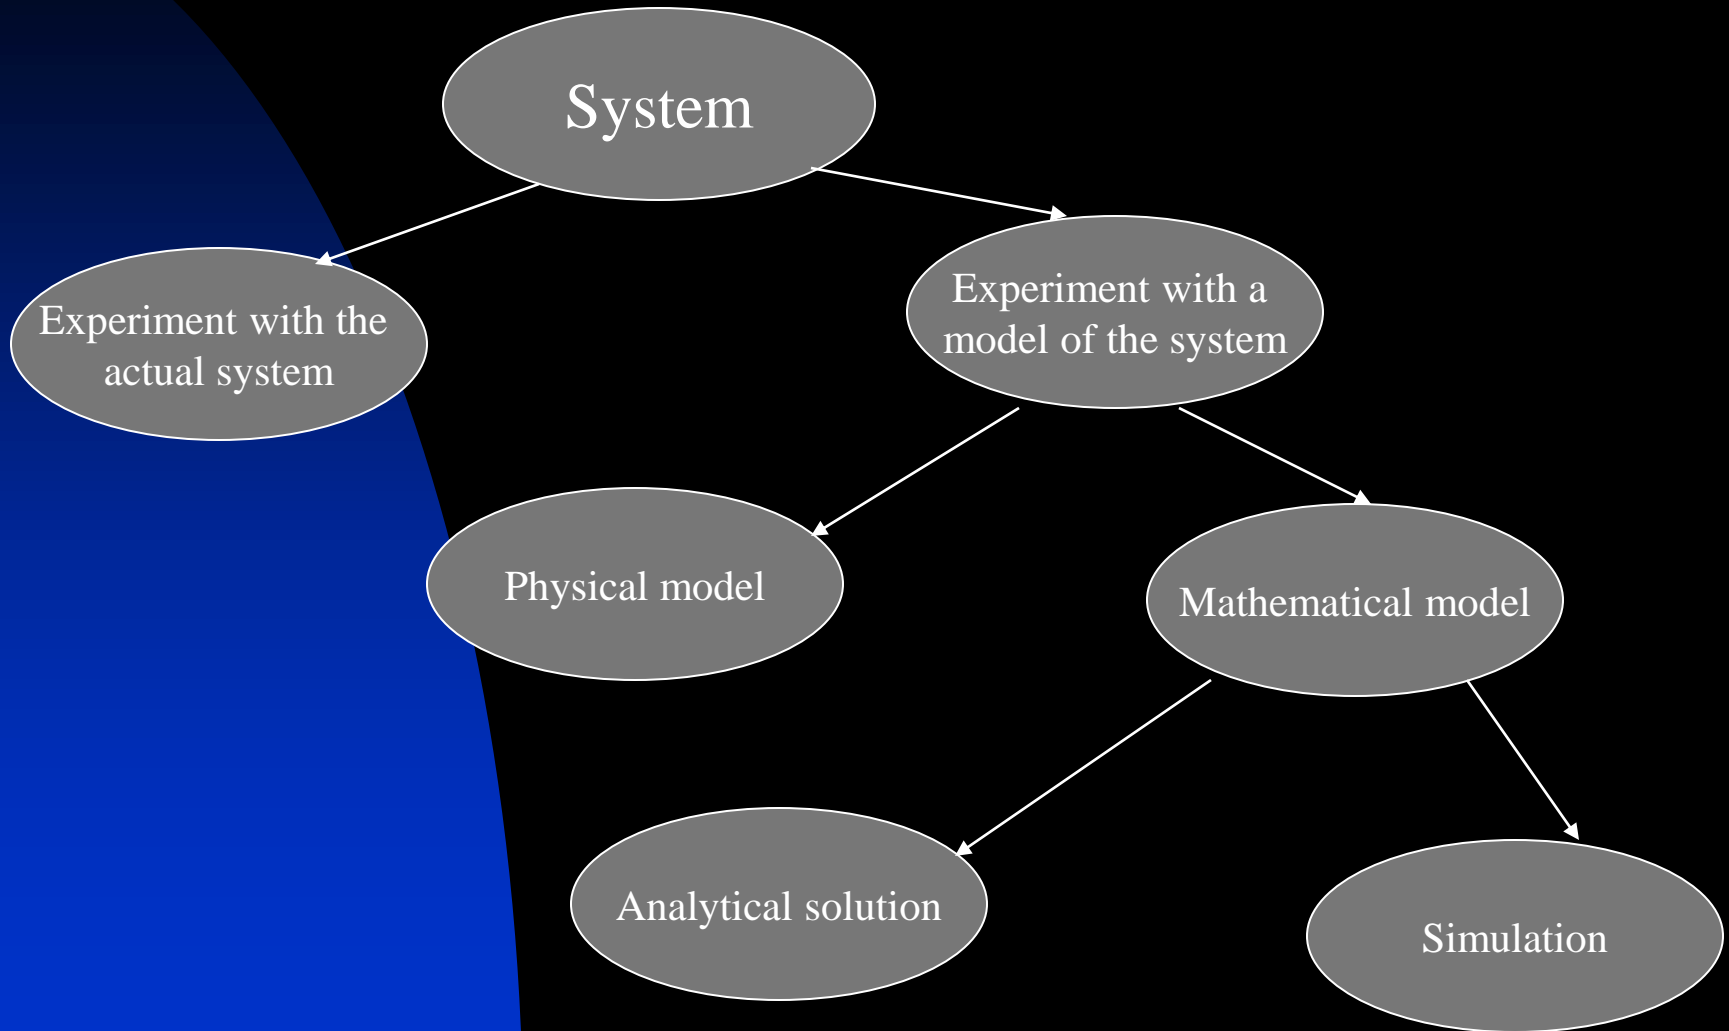 System
Experiment with the
actual system
Experiment with a
model of the system
Physical model
Mathematical model
Analytical solution
Simulation